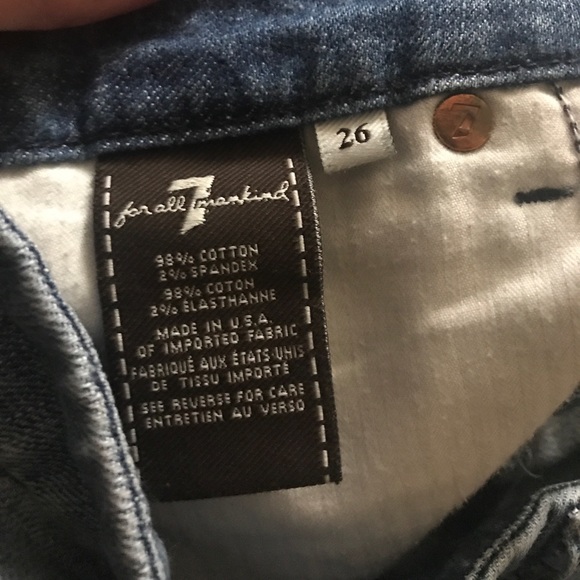 26
7
for all mankind
98% COTTON
2% SPANDEX
98% COTON
2% ÉLASTHANNE
MADE IN U.S.A.
OF IMPORTED FABRIC
FABRIQUÉ AUX ÉTATS-UNIS
DE TISSU IMPORTÉ
SEE REVERSE FOR CARE
ENTRETIEN AU VERSO